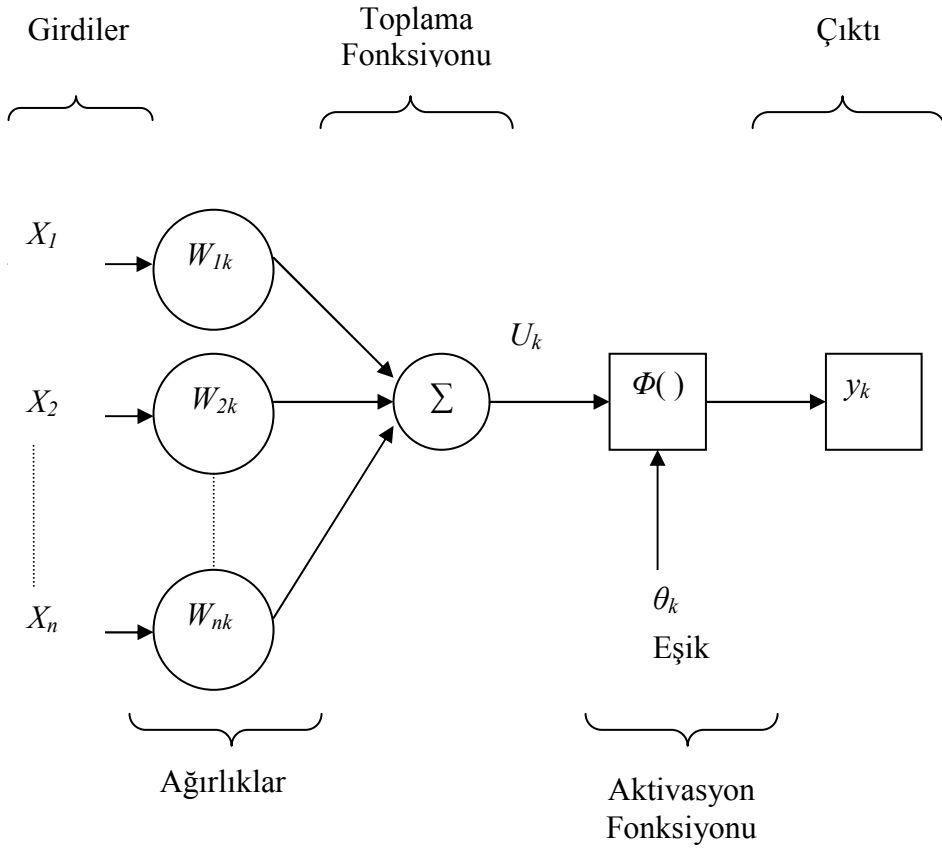 Girdiler
Toplama
Fonksiyonu
Çıktı
X1
W1k
X2
W2k
∑
Uk
Φ( )
yk
Xn
Wnk
θk
Eşik
Ağırlıklar
Aktivasyon
Fonksiyonu